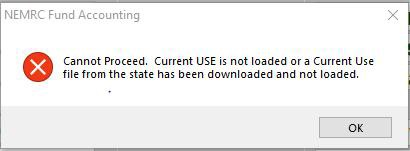 NEMRC Fund Accounting
Cannot Proceed. Current USE is not loaded or a Current Use
file from the state has been downloaded and not loaded.
OK